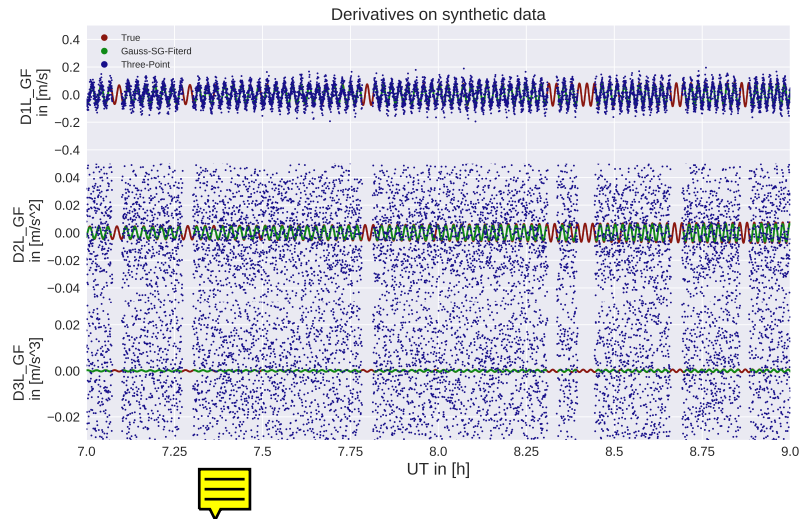 Derivatives on synthetic data
True
Gauss-SG-Fiterd
Three-Point
D1L_GF
in [m/s]
0.4
0.2
0.0
−0.2
−0.4
D2L_GF
in [m/s^2]
0.04
0.02
0.00
−0.02
−0.04
D3L_GF
in [m/s^3]
0.02
0.00
−0.02
7.0 7.25 7.5 7.75 8.0 8.25 8.5 8.75 9.0
UT in [h]